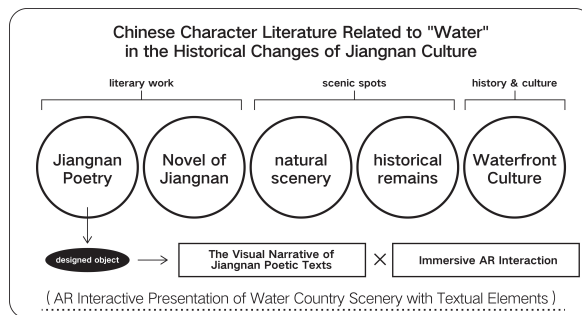 Chinese Character Literature Related to "Water"
in the Historical Changes of Jiangnan Culture
literary work
scenic spots
history & culture
Jiangnan
Poetry
Novel of
Jiangnan
natural
scenery
historical
remains
Waterfront
Culture
designed object
The Visual Narrative of
Jiangnan Poetic Texts
×
Immersive AR Interaction
( AR Interactive Presentation of Water Country Scenery with Textual Elements )